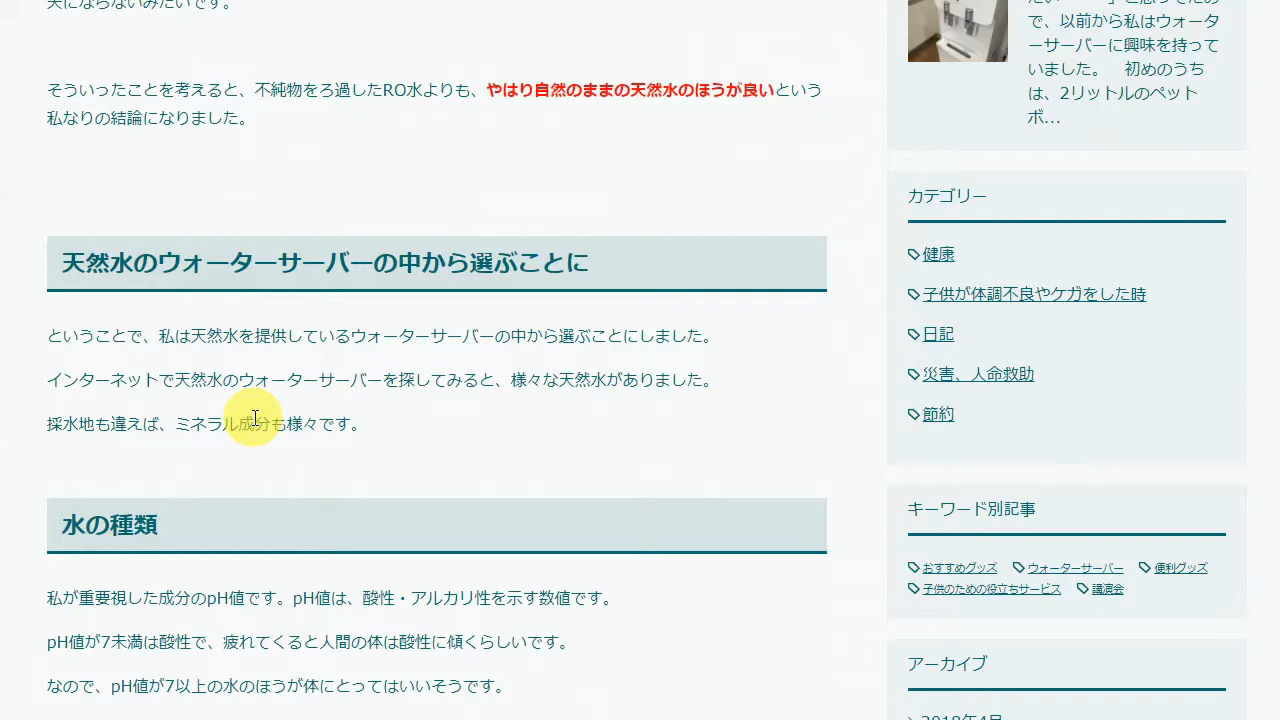 天にならないみたいです。
そういったことを考えると、不純物をろ過したRO水よりも、やはり自然のままの天然水のほうが良いという
私なりの結論になりました。
天然水のウォーターサーバーの中から選ぶことに
ということで、私は天然水を提供しているウォーターサーバーの中から選ぶことにしました。
インターネットで天然水のウォーターサーバーを探してみると、様々な天然水がありました。
採水地も違えば、ミネラル成分も様々です。
水の種類
私が重要視した成分のpH値です。pH値は、酸性・アルカリ性を示す数値です。
pH値が7未満は酸性で、疲れてくると人間の体は酸性に傾くらしいです。
なので、pH値が7以上の水のほうが体にとってはいいそうです。
で、以前から私はウォータ
ーサーバーに興味を持って
いました。 初めのうち
は、2リットルのペット
ボ...
カテゴリー
健康
子供が体調不良やケガをした時
日記
災害、人命救助
節約
キーワード別記事
おすすめグッズ ウォーターサーバー 便利グッズ
子供のための役立ちサービス 講演会
アーカイブ
2018年4月